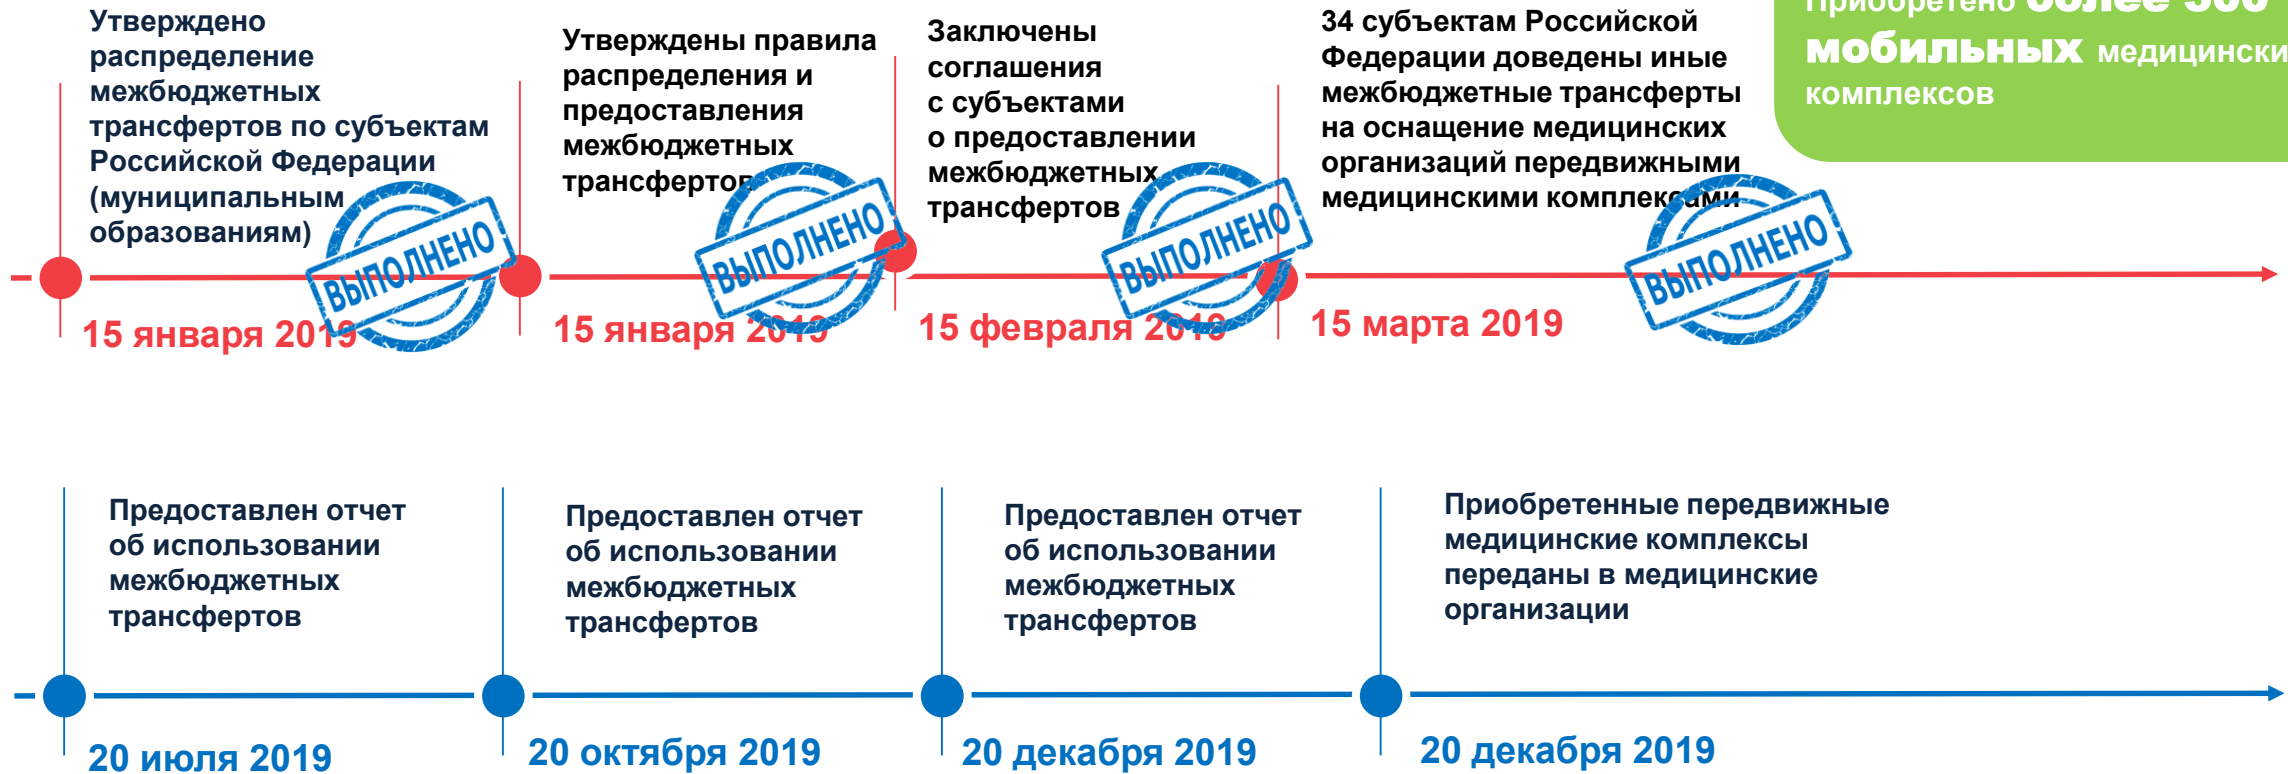 Утверждено
распределение
межбюджетных
трансфертов по субъектам
Российской Федерации
(муниципальным
образованиям)
ВЫПОЛНЕНО
15 января 2019
Утверждены правила
распределения и
предоставления
межбюджетных
трансфертов
ВЫПОЛНЕНО
15 января 2019
Заключены
соглашения
с субъектами
о предоставлении
межбюджетных
трансфертов
ВЫПОЛНЕНО
15 февраля 2019
34 субъектам Российской
Федерации доведены иные
межбюджетные трансферты
на оснащение медицинских
организаций передвижными
медицинскими комплексами
ВЫПОЛНЕНО
15 марта 2019
Приобретено более 500
мобильных медицински
комплексов
Предоставлен отчет
об использовании
межбюджетных
трансфертов
20 июля 2019
Предоставлен отчет
об использовании
межбюджетных
трансфертов
20 октября 2019
Предоставлен отчет
об использовании
межбюджетных
трансфертов
20 декабря 2019
Приобретенные передвижные
медицинские комплексы
переданы в медицинские
организации
20 декабря 2019